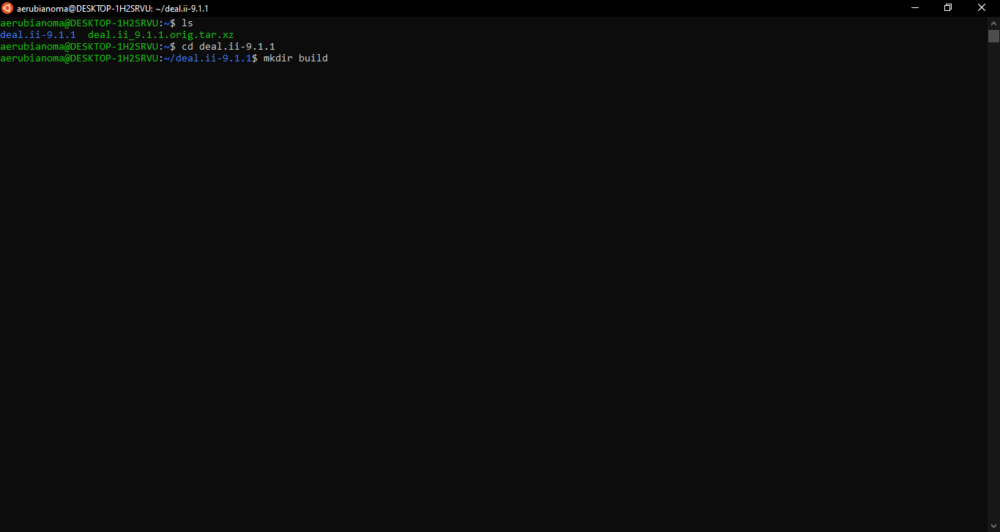 aerubianoma@DESKTOP-1H2SRVU: ~/deal.ii-9.1.1
aerubianoma@DESKTOP-1H2SRVU:~$ ls
deal.ii-9.1.1  deal.ii_9.1.1.orig.tar.xz
aerubianoma@DESKTOP-1H2SRVU:~$ cd deal.ii-9.1.1
aerubianoma@DESKTOP-1H2SRVU:~/deal.ii-9.1.1$ mkdir build